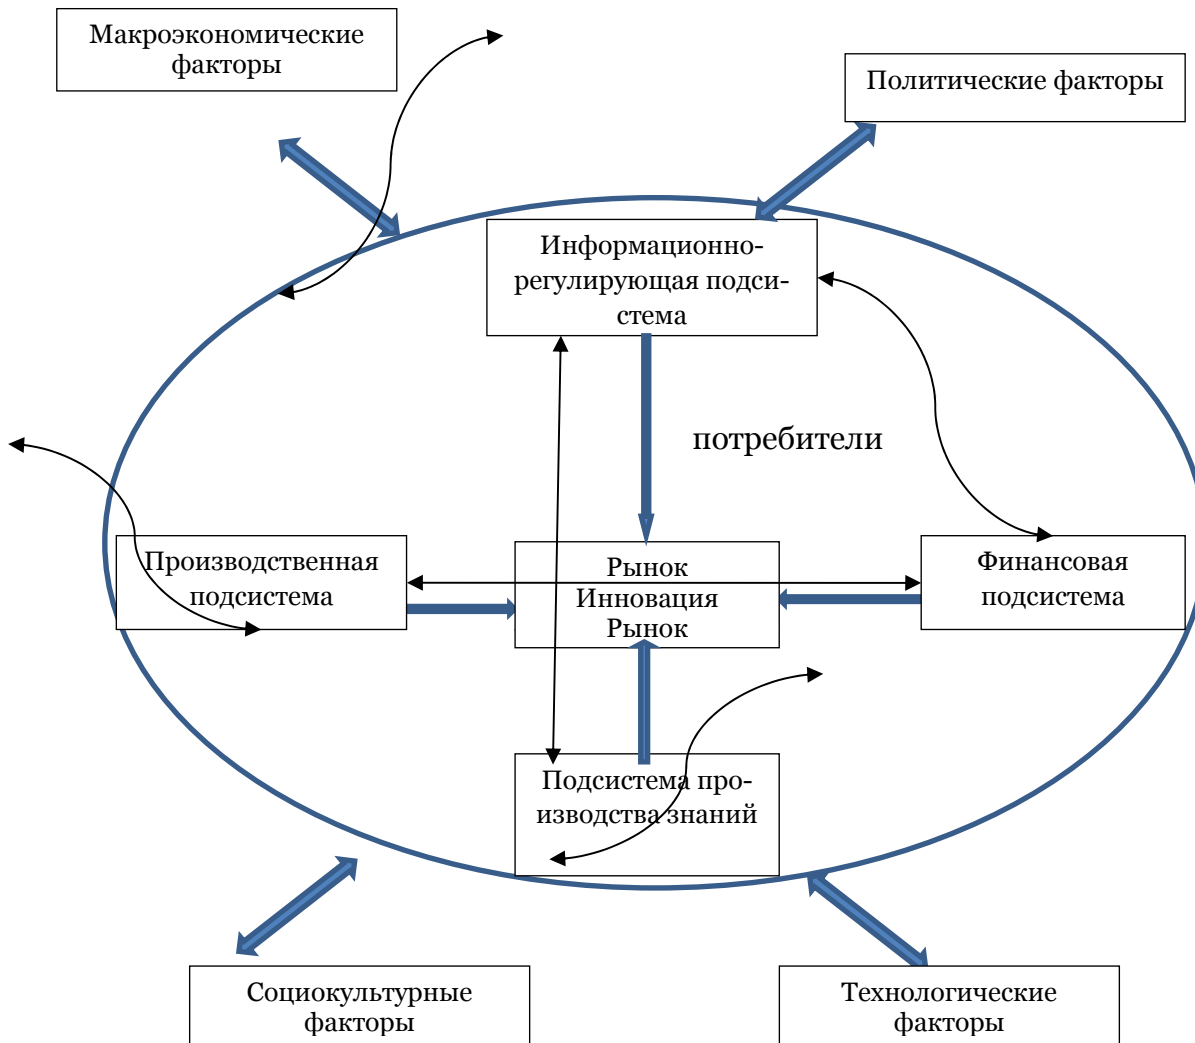 Макроэкономические
факторы
Политические факторы
Информационно-
регулирующая подси-
стема
потребители
Производственная
подсистема
Рынок
Инновация
Рынок
Финансовая
подсистема
Подсистема про-
изводства знаний
Социокультурные
факторы
Технологические
факторы